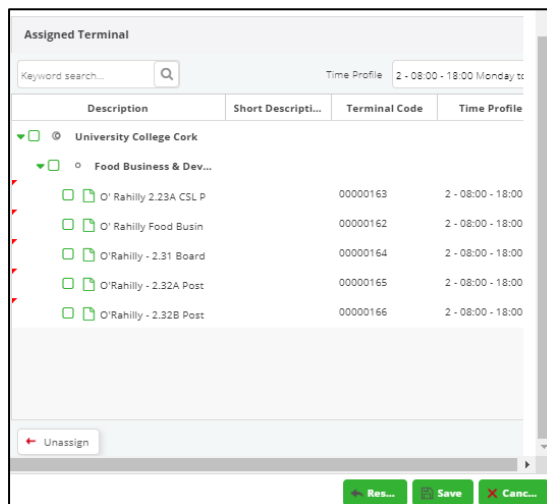 Assigned Terminal
Keyword search... Time Profile 2 - 08:00 - 18:00 Monday to
Description Short Descripti... Terminal Code Time Profile
© University College Cork
Food Business & Dev...
O' Rahilly 2.23A CSL P 00000163 2 - 08:00 - 18:00
O' Rahilly Food Busin 00000162 2 - 08:00 - 18:00
O'Rahilly - 2.31 Board 00000164 2 - 08:00 - 18:00
O'Rahilly - 2.32A Post 00000165 2 - 08:00 - 18:00
O'Rahilly - 2.32B Post 00000166 2 - 08:00 - 18:00
Unassign
Res... Save Canc...